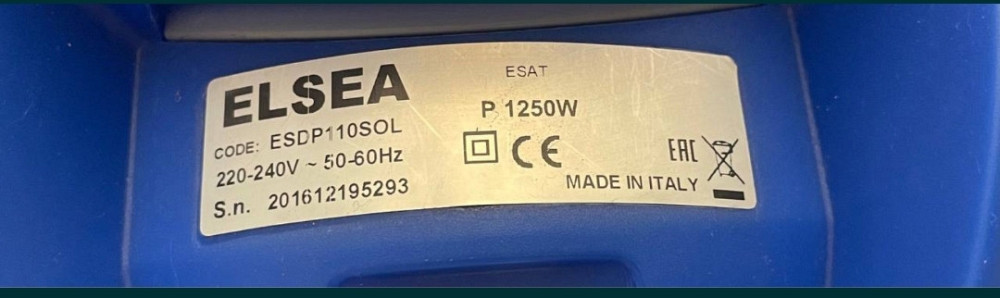 ELSEA
CODE: ESDP110SOL
220-240V ~ 50-60Hz
S.n. 201612195293
ESAT
P 1250W
CE
EAC
MADE IN ITALY